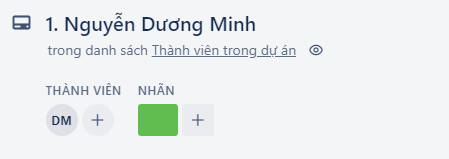 1. Nguyễn Dương Minh
trong danh sách Thành viên trong dự án
THÀNH VIÊN NHÃN
DM + +